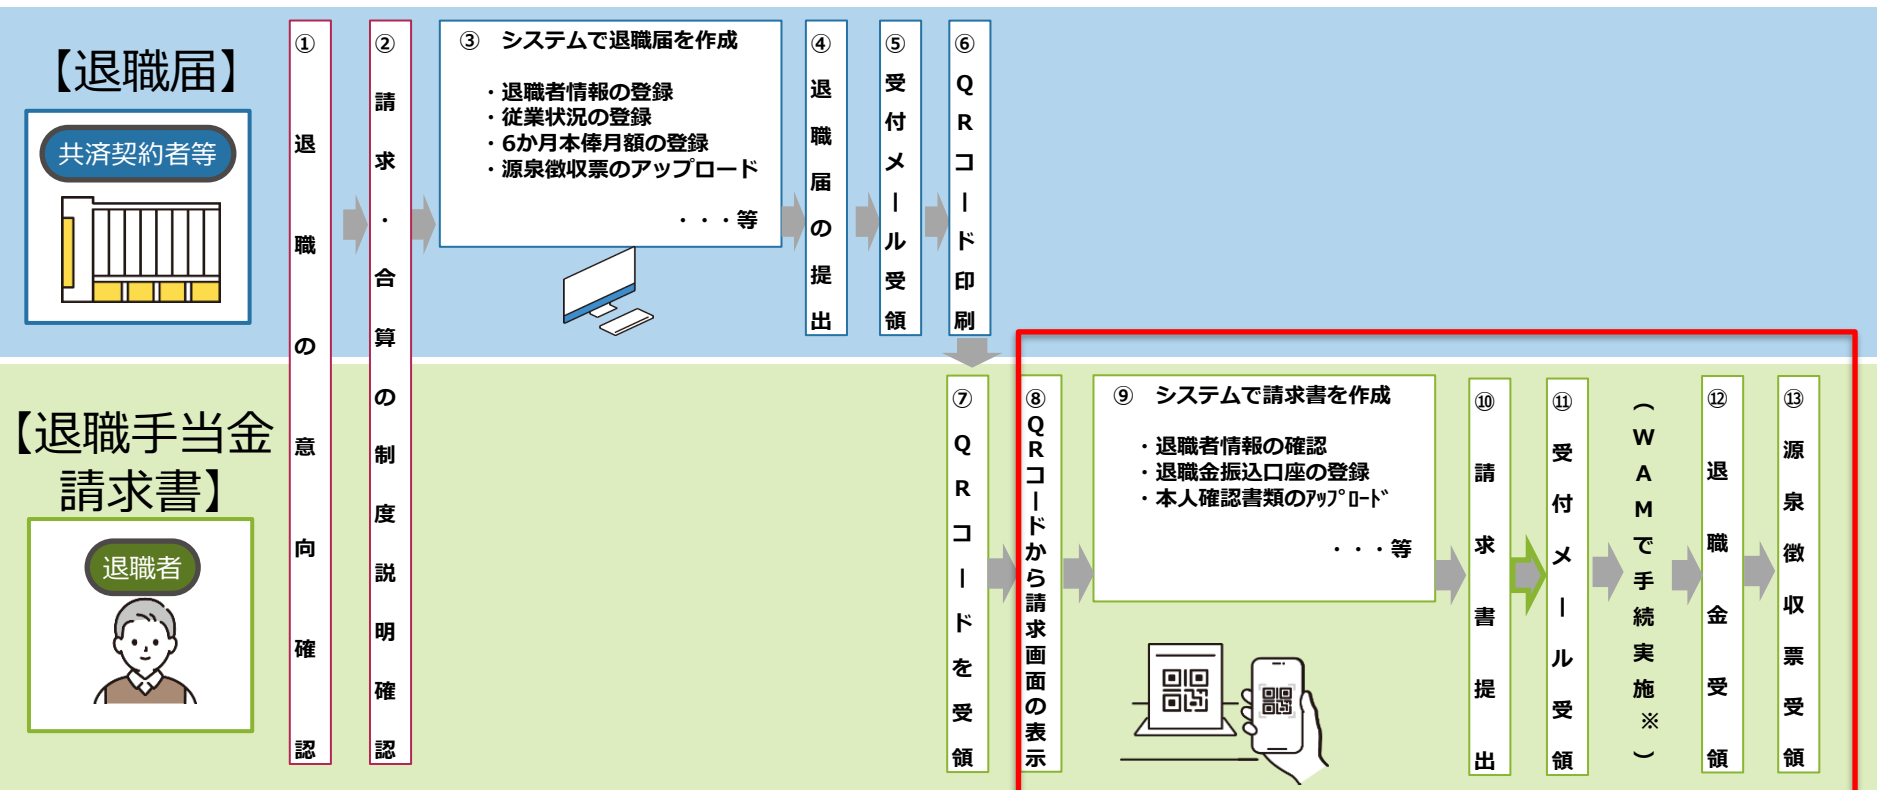 【退職届】
共済契約者等
① 退職の意向確認
② 請求・合算の制度説明確認
③ システムで退職届を作成
・退職者情報の登録
・従業状況の登録
・6か月本俸月額の登録
・源泉徴収票のアップロード
・・・等
④ 退職届の提出
⑤ 受付メール受領
⑥ QRコード印刷
【退職手当金
請求書】
退職者
⑦ QRコードを受領
⑧ QRコードから請求画面の表示
⑨ システムで請求書を作成
・退職者情報の確認
・退職金振込口座の登録
・本人確認書類のｱｯﾌﾟﾛｰﾄﾞ
・・・等
⑩ 請求書提出
⑪ 受付メール受領
（WAMで手続実施※）
⑫ 退職金受領
⑬ 源泉徴収票受領